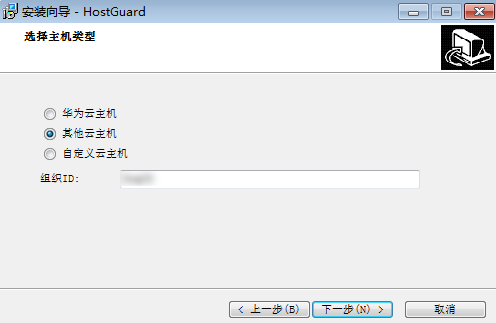 安装向导 - HostGuard
选择主机类型
华为云主机
其他云主机
自定义云主机
组织ID:
< 上一步(B)
下一步(N) >
取消